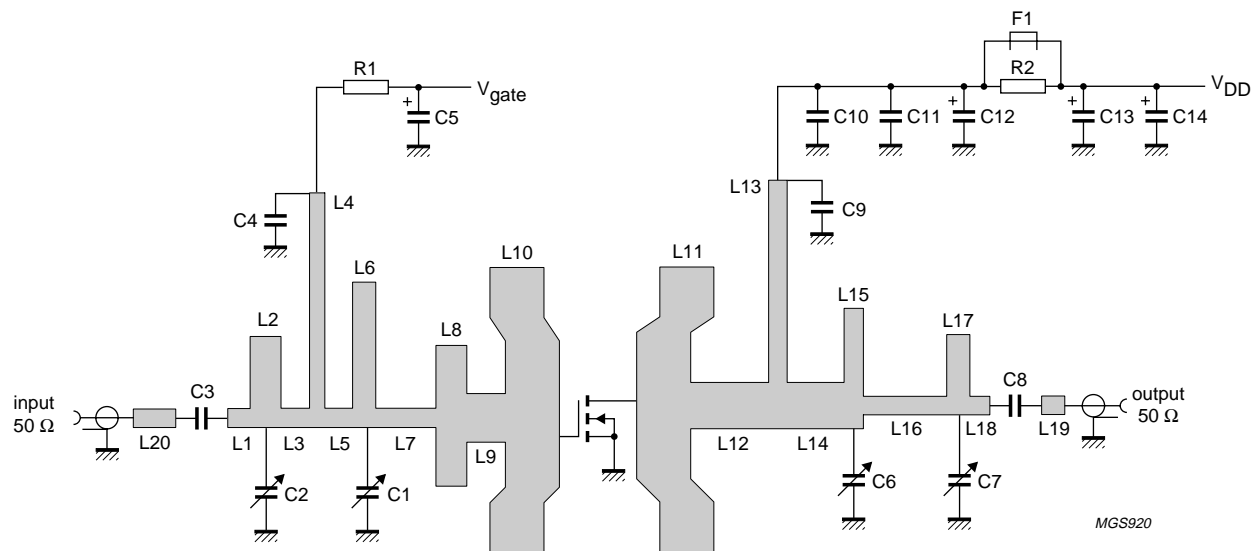 F1
R1
R2
V_gate
V_DD
+
C5
C10
C11
+
C12
+
C13
+
C14
C4
L4
L13
C9
L10
L11
L6
L15
L2
L8
L17
C3
C8
input
50 Ω
output
50 Ω
L20
L1
L3
L5
L7
L9
L12
L14
L16
L18
L19
C2
C1
C6
C7
MGS920